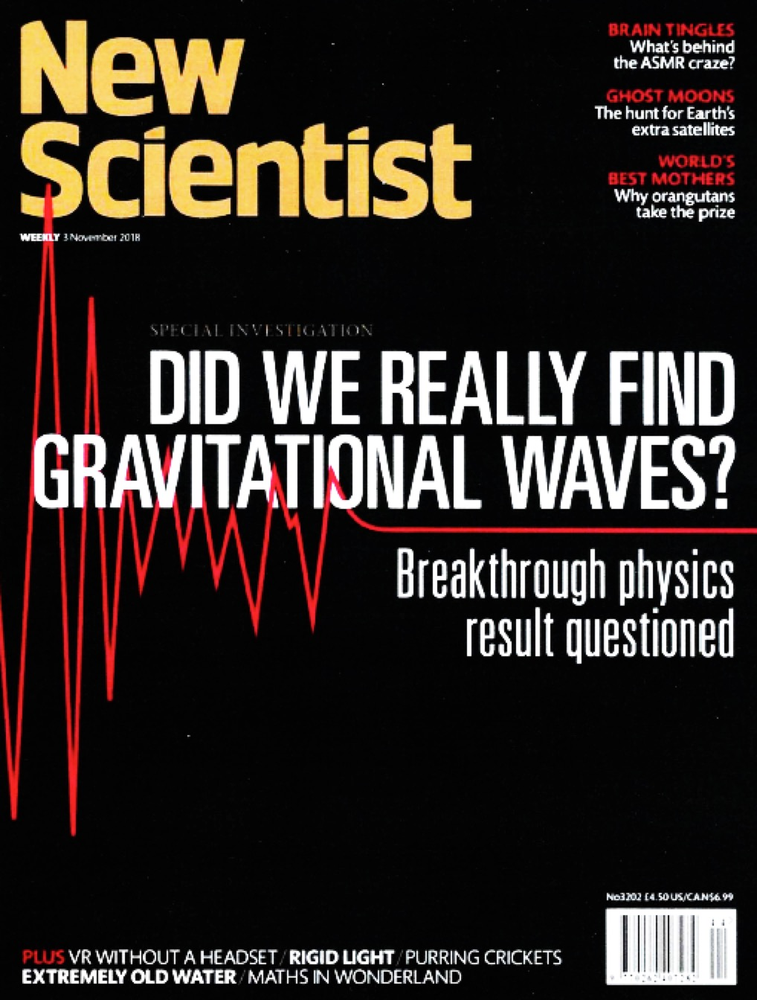 New
Scientist
WEEKLY 3 November 2018
BRAIN TINGLES
What's behind
the ASMR craze?
GHOST MOONS
The hunt for Earth's
extra satellites
WORLD'S
BEST MOTHERS
Why orangutans
take the prize
SPECIAL INVESTIGATION
DID WE REALLY FIND
GRAVITATIONAL WAVES?
Breakthrough physics
result questioned
No3202 £4.50 US/CAN$6.99
PLUS VR WITHOUT A HEADSET / RIGID LIGHT / PURRING CRICKETS
EXTREMELY OLD WATER / MATHS IN WONDERLAND